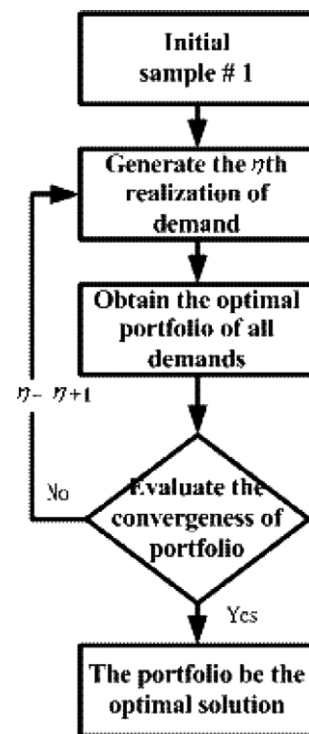 Initial
sample # 1
Generate the ηth
realization of
demand
Obtain the optimal
portfolio of all
demands
η= η+1
No
Evaluate the
convergeness of
portfolio
Yes
The portfolio be the
optimal solution